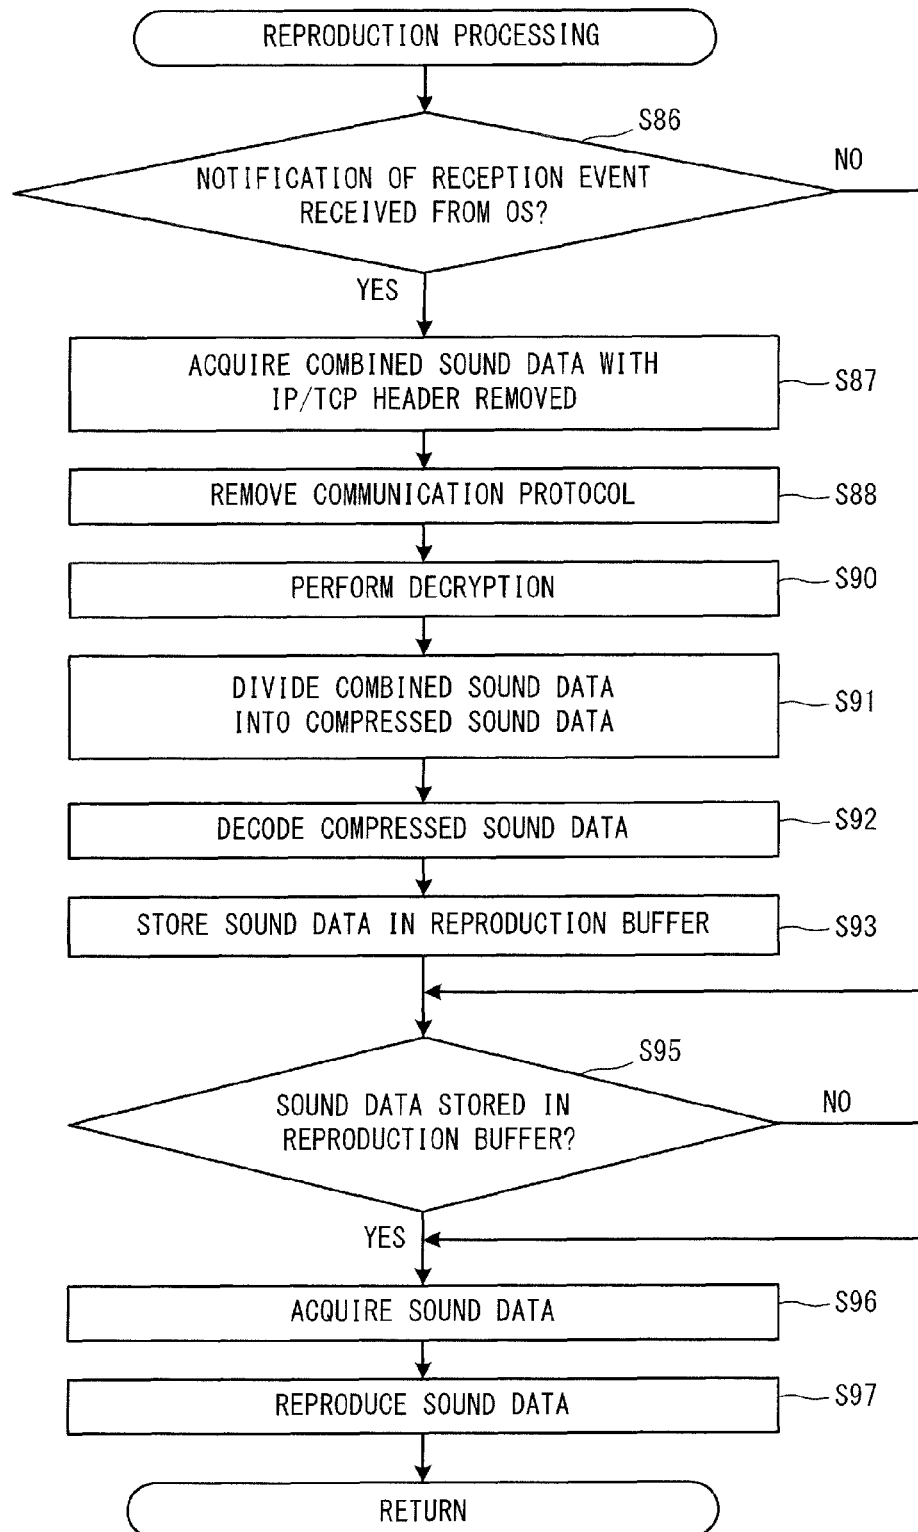 REPRODUCTION PROCESSING
S86
NO
NOTIFICATION OF RECEPTION EVENT
RECEIVED FROM OS?
YES
ACQUIRE COMBINED SOUND DATA WITH
IP/TCP HEADER REMOVED
S87
REMOVE COMMUNICATION PROTOCOL
S88
PERFORM DECRYPTION
S90
DIVIDE COMBINED SOUND DATA
INTO COMPRESSED SOUND DATA
S91
DECODE COMPRESSED SOUND DATA
S92
STORE SOUND DATA IN REPRODUCTION BUFFER
S93
S95
SOUND DATA STORED IN
REPRODUCTION BUFFER?
NO
YES
ACQUIRE SOUND DATA
S96
REPRODUCE SOUND DATA
S97
RETURN